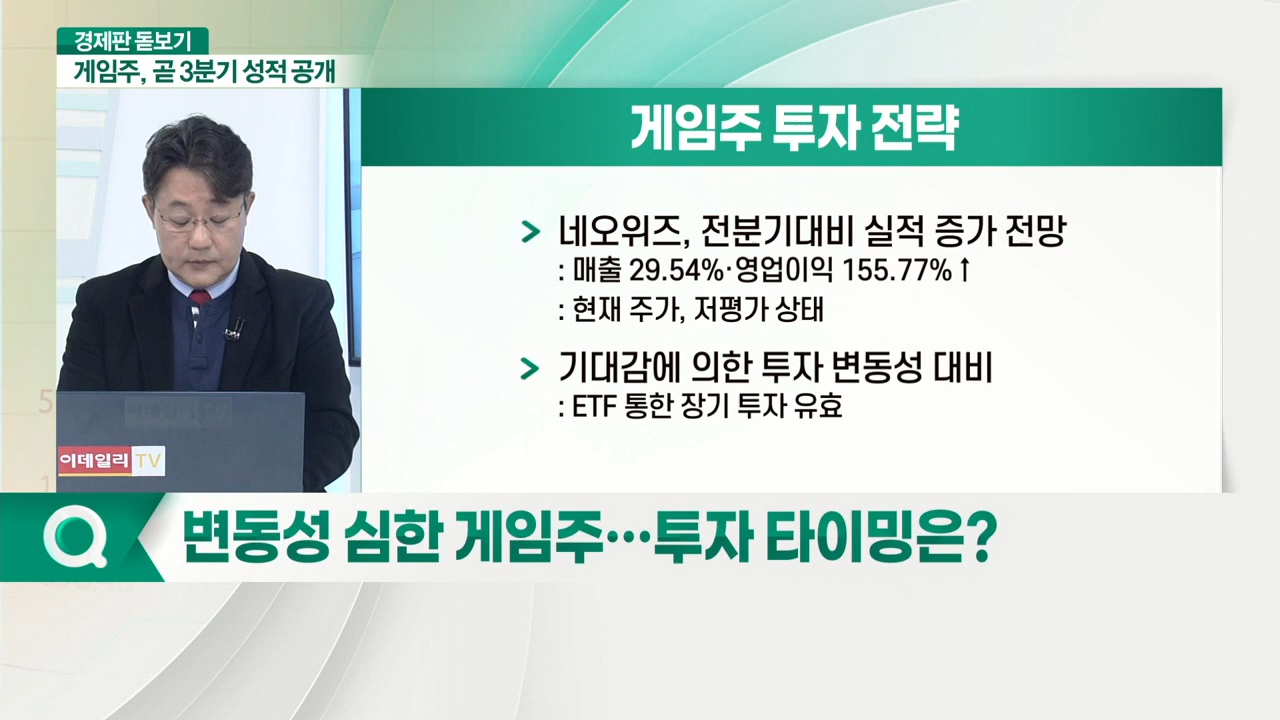 경제판 돋보기
게임주, 곧 3분기 성적 공개
게임주 투자 전략
네오위즈, 전분기대비 실적 증가 전망
: 매출 29.54%·영업이익 155.77%↑
: 현재 주가, 저평가 상태
기대감에 의한 투자 변동성 대비
: ETF 통한 장기 투자 유효
이데일리 TV
변동성 심한 게임주…투자 타이밍은?